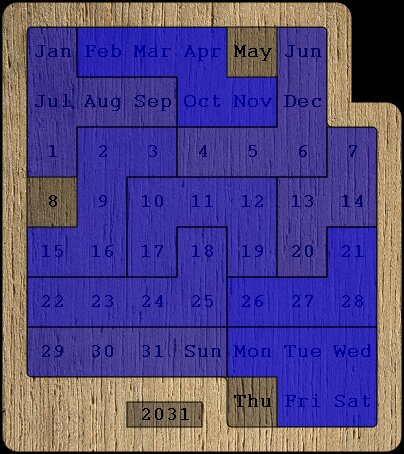 Jan Feb Mar Apr May Jun
Jul Aug Sep Oct Nov Dec
1 2 3 4 5 6 7
8 9 10 11 12 13 14
15 16 17 18 19 20 21
22 23 24 25 26 27 28
29 30 31 Sun Mon Tue Wed
Thu Fri Sat
2031